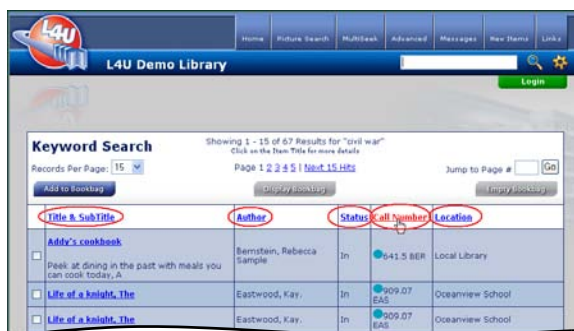 L4U
Home Picture Search MultiSeek Advanced Messages New Items Links
L4U Demo Library
Login
Keyword Search
Showing 1 - 15 of 67 Results for "civil war"
Click on the Item Title for more details
Records Per Page: 15
Page 1 2 3 4 5 | Next 15 Hits
Jump to Page # Go
Add to Bookbag Display Bookbag Empty Bookbag
Title & SubTitle Author Status Call Number Location
Addy's cookbook
Peek at dining in the past with meals you
can cook today, A
Bernstein, Rebecca
Sample
In
641.5 BER
Local Library
Life of a knight, The
Eastwood, Kay.
In
909.07
EAS
Oceanview School
Life of a knight, The
Eastwood, Kay.
In
909.07
EAS
Oceanview School